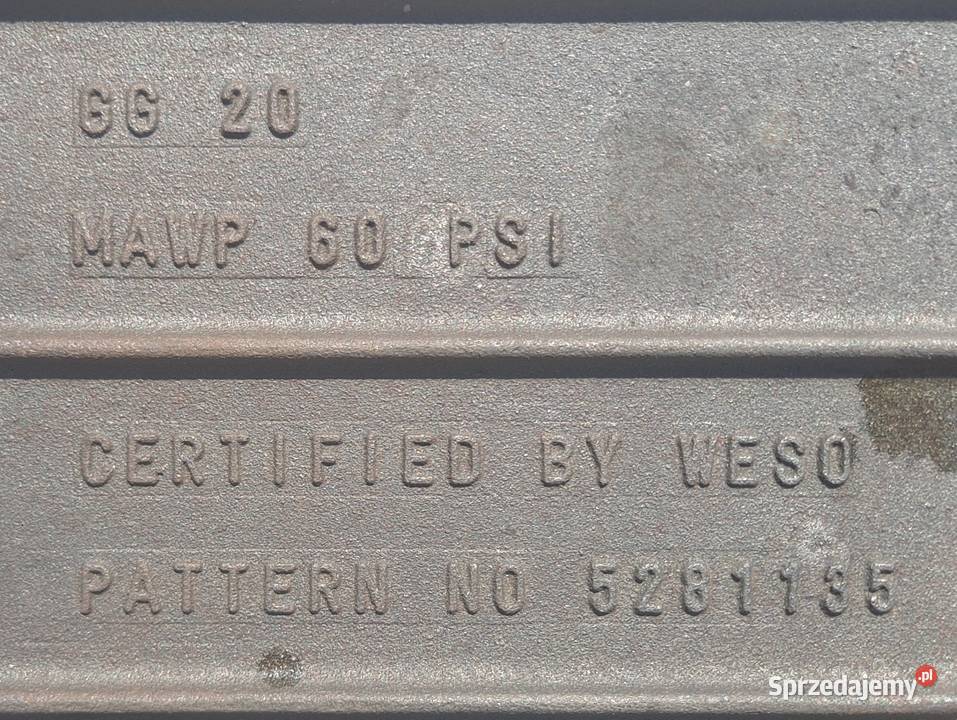 GG 20
MAWP 60 PSI
CERTIFIED BY WESO
PATTERN NO 5281135
Sprzedajemy.pl